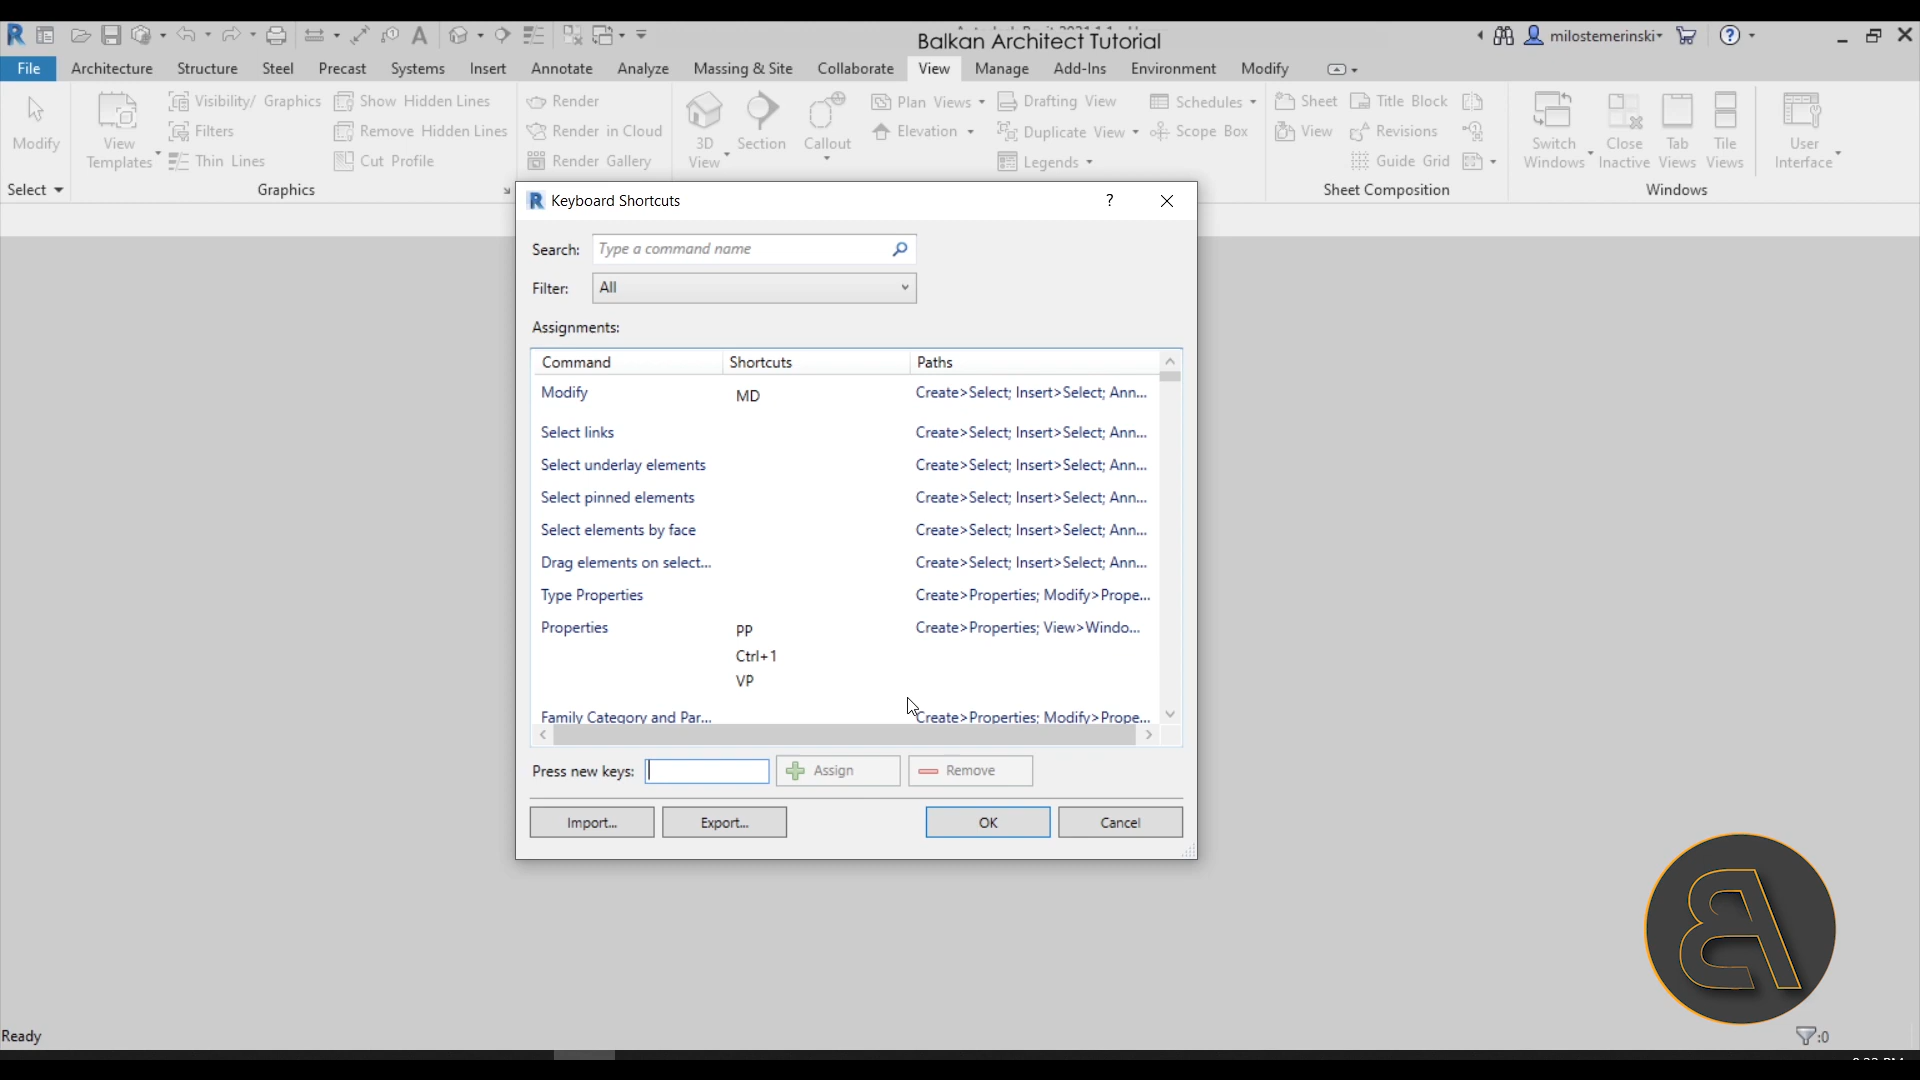 Balkan Architect Tutorial
milostemerinski
File Architecture Structure Steel Precast Systems Insert Annotate Analyze Massing & Site Collaborate View Manage Add-Ins Environment Modify
Modify
View
Templates
Visibility/ Graphics
Filters
Thin Lines
Show Hidden Lines
Remove Hidden Lines
Cut Profile
Render
Render in Cloud
Render Gallery
3D
View
Section
Callout
Plan Views
Elevation
Drafting View
Duplicate View
Legends
Schedules
Scope Box
Sheet
View
Title Block
Revisions
Guide Grid
Switch
Windows
Close
Inactive
Tab
Views
Tile
Views
User
Interface
Select
Graphics
Sheet Composition
Windows
Keyboard Shortcuts
?
Search: Type a command name
Filter: All
Assignments:
Command Shortcuts Paths
Modify MD Create>Select; Insert>Select; Ann...
Select links Create>Select; Insert>Select; Ann...
Select underlay elements Create>Select; Insert>Select; Ann...
Select pinned elements Create>Select; Insert>Select; Ann...
Select elements by face Create>Select; Insert>Select; Ann...
Drag elements on select... Create>Select; Insert>Select; Ann...
Type Properties Create>Properties; Modify>Prope...
Properties PP Create>Properties; View>Windo...
Ctrl+1
VP
Family Category and Par... Create>Properties; Modify>Prope...
Press new keys: Assign Remove
Import... Export... OK Cancel
Ready
:0